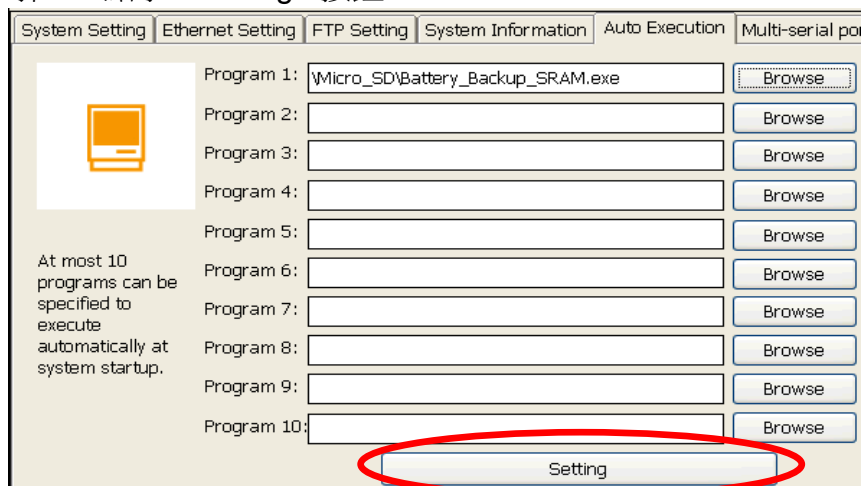 System Setting Ethernet Setting FTP Setting System Information Auto Execution Multi-serial po
Program 1: \Micro_SD\Battery_Backup_SRAM.exe Browse
Program 2: Browse
Program 3: Browse
Program 4: Browse
Program 5: Browse
Program 6: Browse
Program 7: Browse
Program 8: Browse
Program 9: Browse
Program 10: Browse
At most 10
programs can be
specified to
execute
automatically at
system startup.
Setting